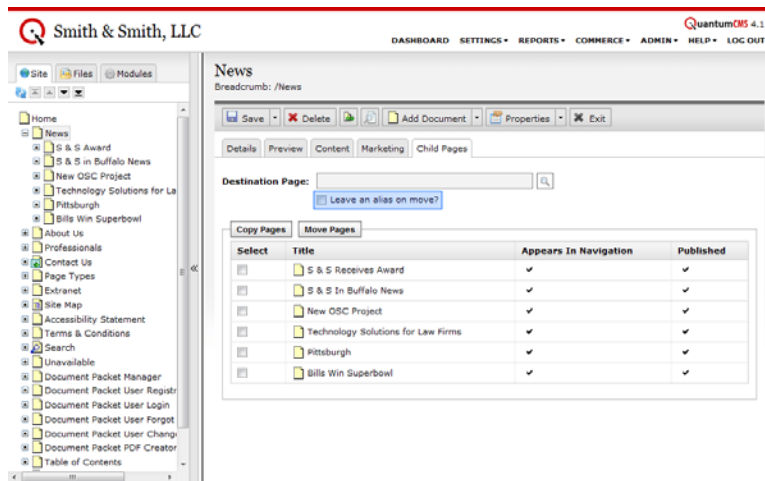 Smith & Smith, LLC
QuantumCMS 4.1
DASHBOARD SETTINGS REPORTS COMMERCE ADMIN HELP LOG OUT
Site Files Modules
Home
News
S & S Award
S & S in Buffalo News
New OSC Project
Technology Solutions for La
Pittsburgh
Bills Win Superbowl
About Us
Professionals
Contact Us
Page Types
Extranet
Site Map
Accessibility Statement
Terms & Conditions
Search
Unavailable
Document Packet Manager
Document Packet User Registr
Document Packet User Login
Document Packet User Forgot
Document Packet User Chang
Document Packet PDF Creator
Table of Contents
News
Breadcrumb: /News
Save Delete Add Document Properties Exit
Details Preview Content Marketing Child Pages
Destination Page:
Leave an alias on move?
Copy Pages Move Pages
Select Title Appears In Navigation Published
S & S Receives Award
S & S In Buffalo News
New OSC Project
Technology Solutions for Law Firms
Pittsburgh
Bills Win Superbowl